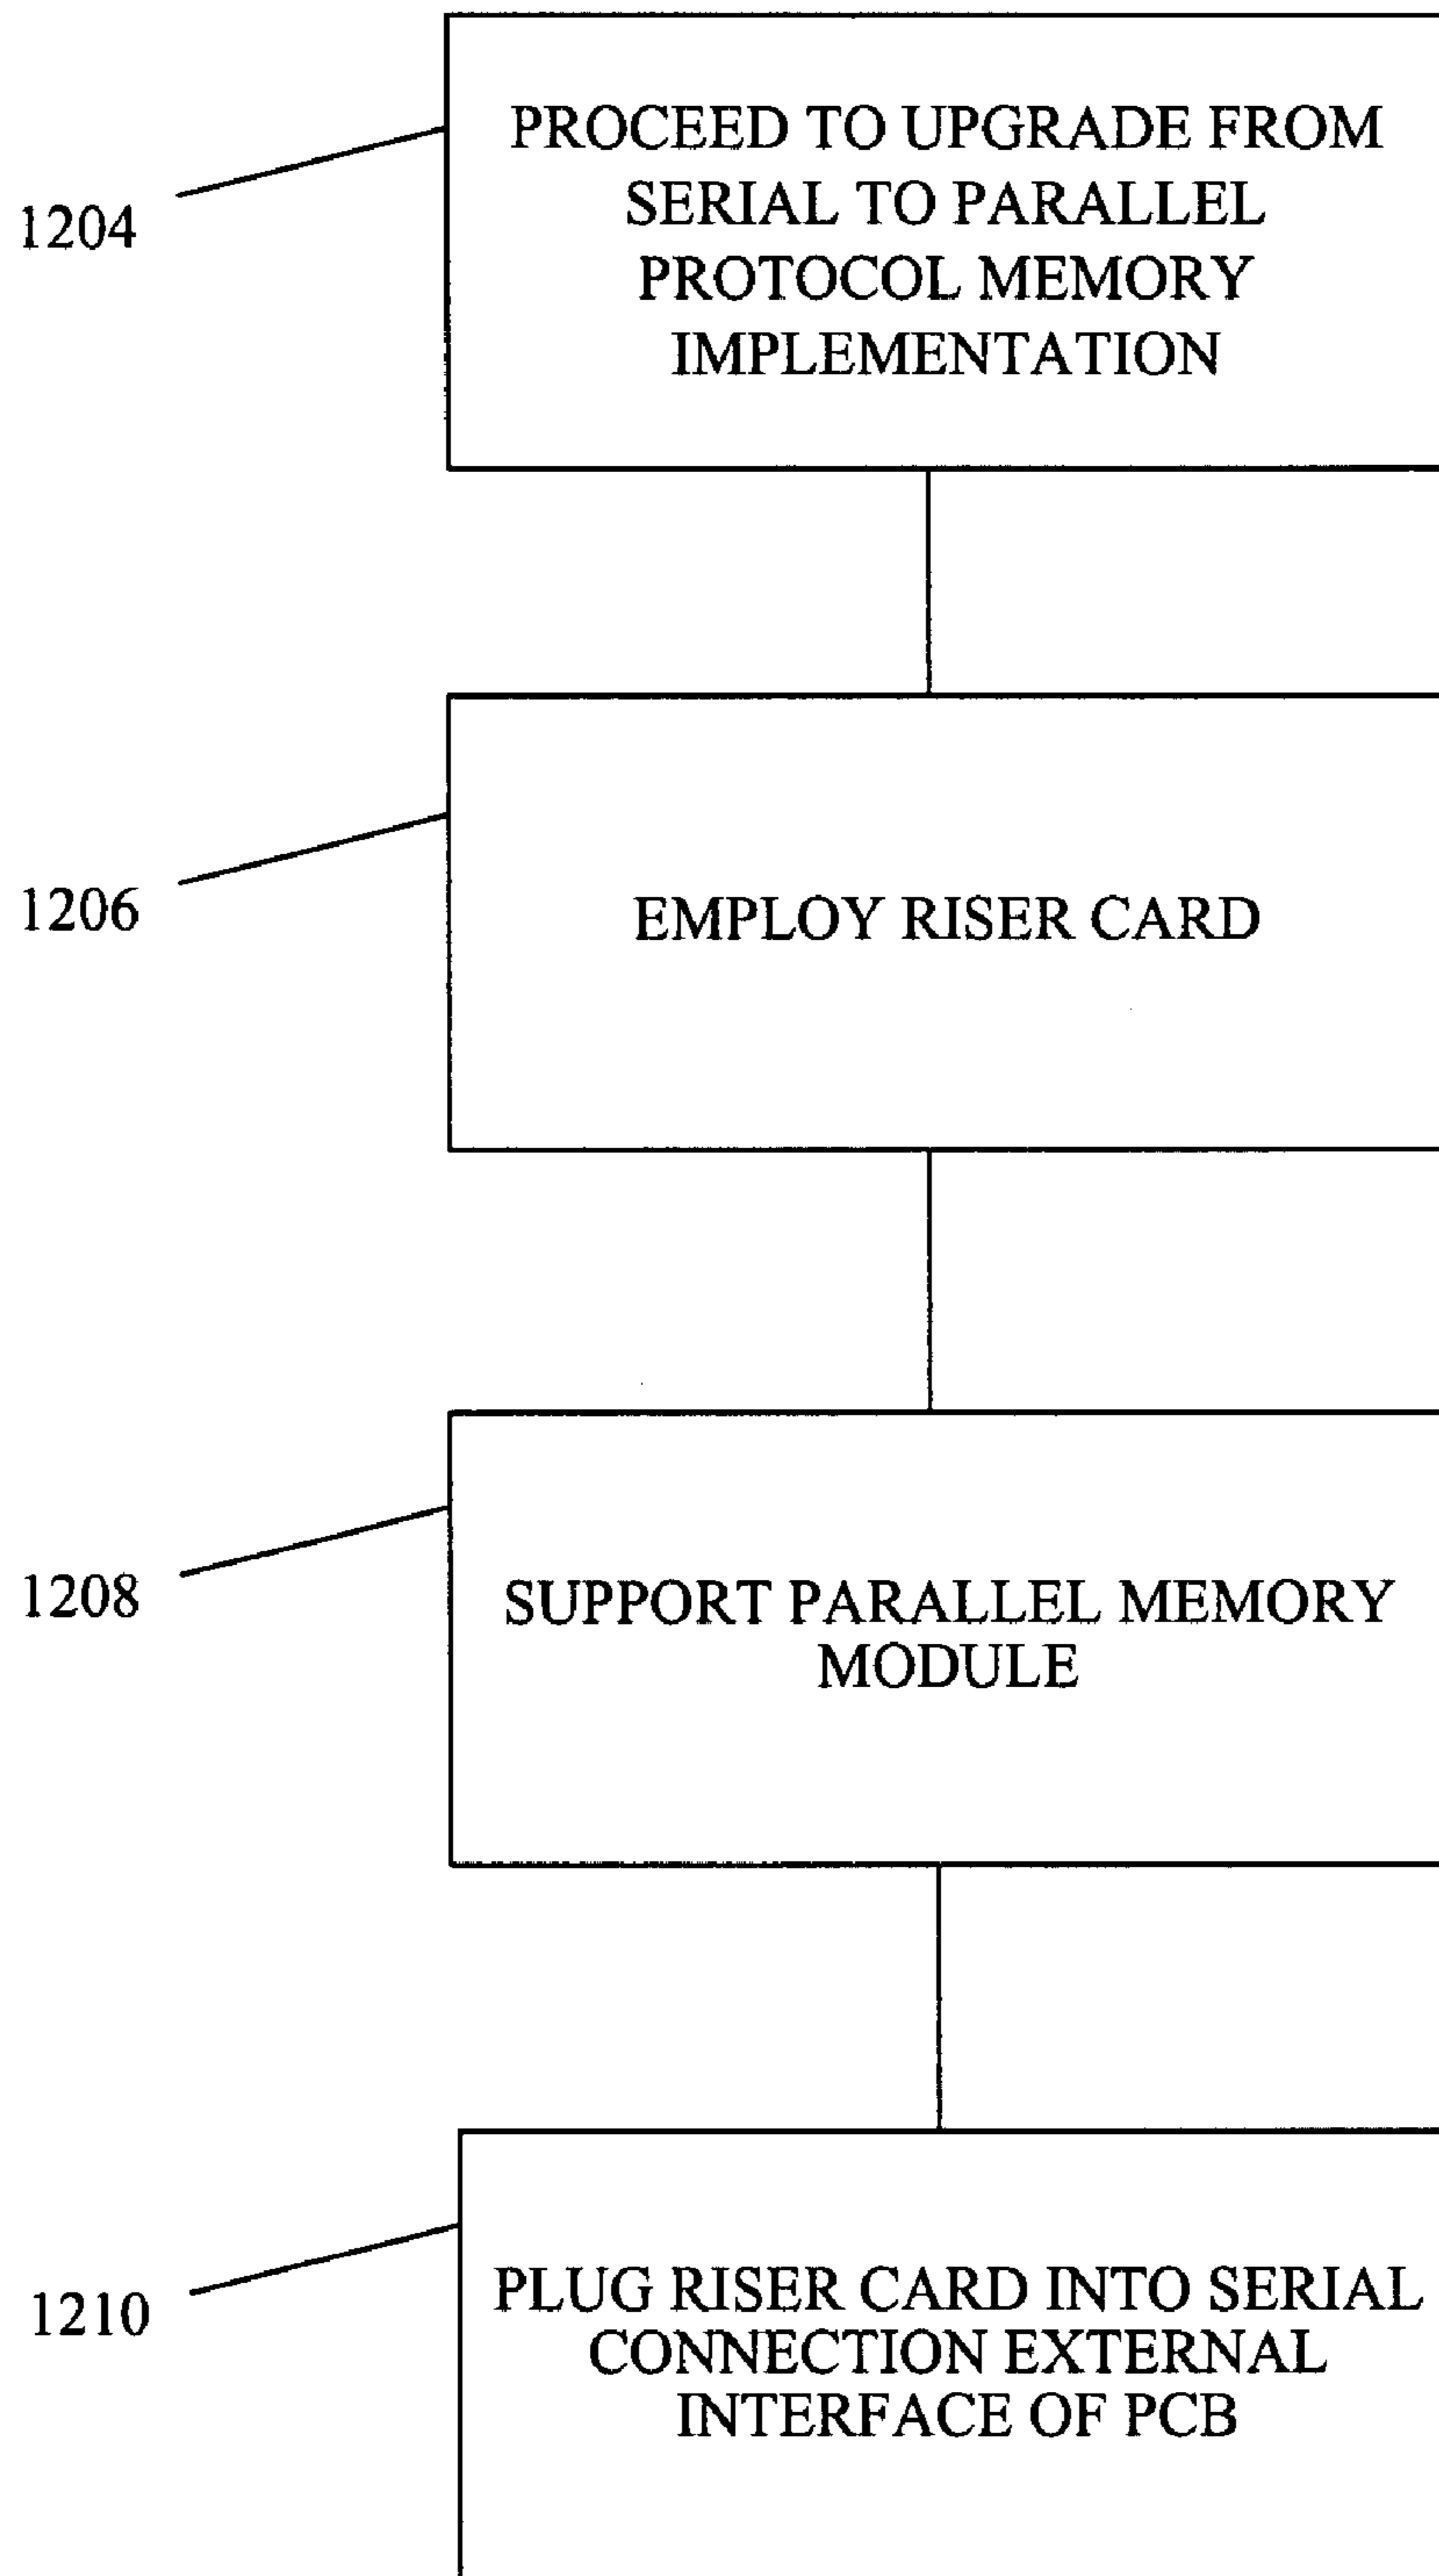 PROCEED TO UPGRADE FROM
SERIAL TO PARALLEL
PROTOCOL MEMORY
IMPLEMENTATION
1204
EMPLOY RISER CARD
1206
SUPPORT PARALLEL MEMORY
MODULE
1208
PLUG RISER CARD INTO SERIAL
CONNECTION EXTERNAL
INTERFACE OF PCB
1210